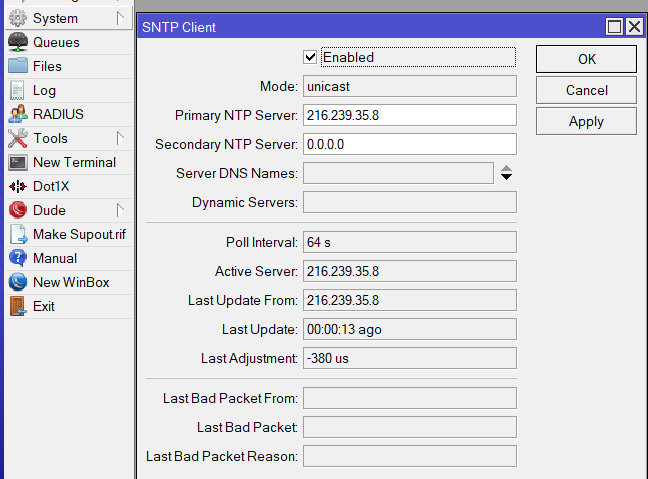 System
Queues
Files
Log
RADIUS
Tools
New Terminal
Dot1X
Dude
Make Supout.rif
Manual
New WinBox
Exit
SNTP Client
Enabled
OK
Mode: unicast
Cancel
Primary NTP Server: 216.239.35.8
Apply
Secondary NTP Server: 0.0.0.0
Server DNS Names:
Dynamic Servers:
Poll Interval: 64 s
Active Server: 216.239.35.8
Last Update From: 216.239.35.8
Last Update: 00:00:13 ago
Last Adjustment: -380 us
Last Bad Packet From:
Last Bad Packet:
Last Bad Packet Reason: